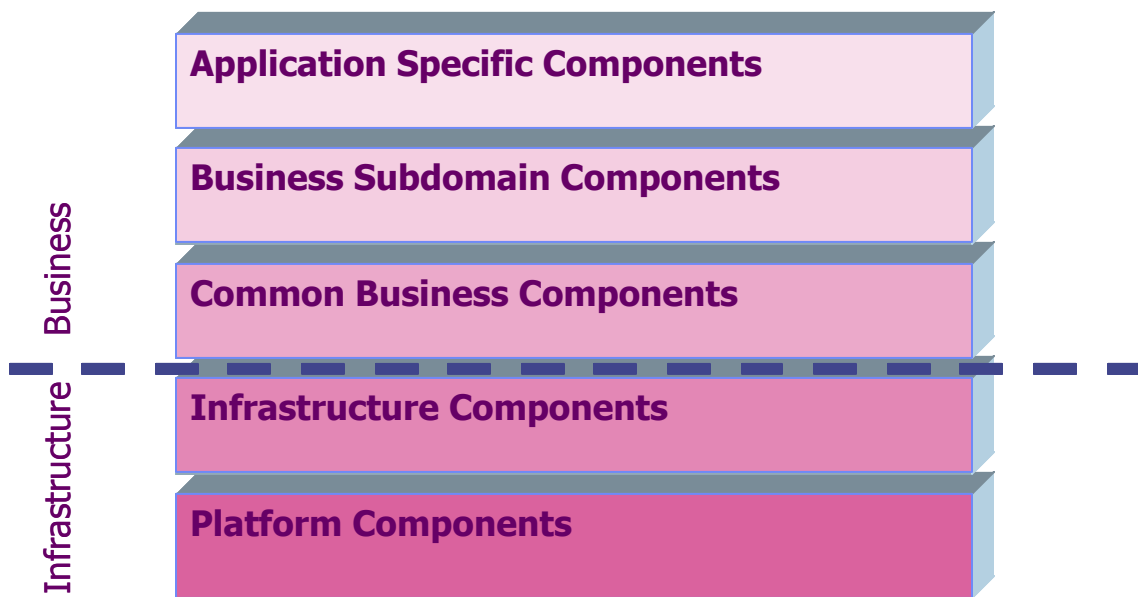 Application Specific Components
Business Subdomain Components
Common Business Components
Infrastructure Components
Platform Components
Business
Infrastructure